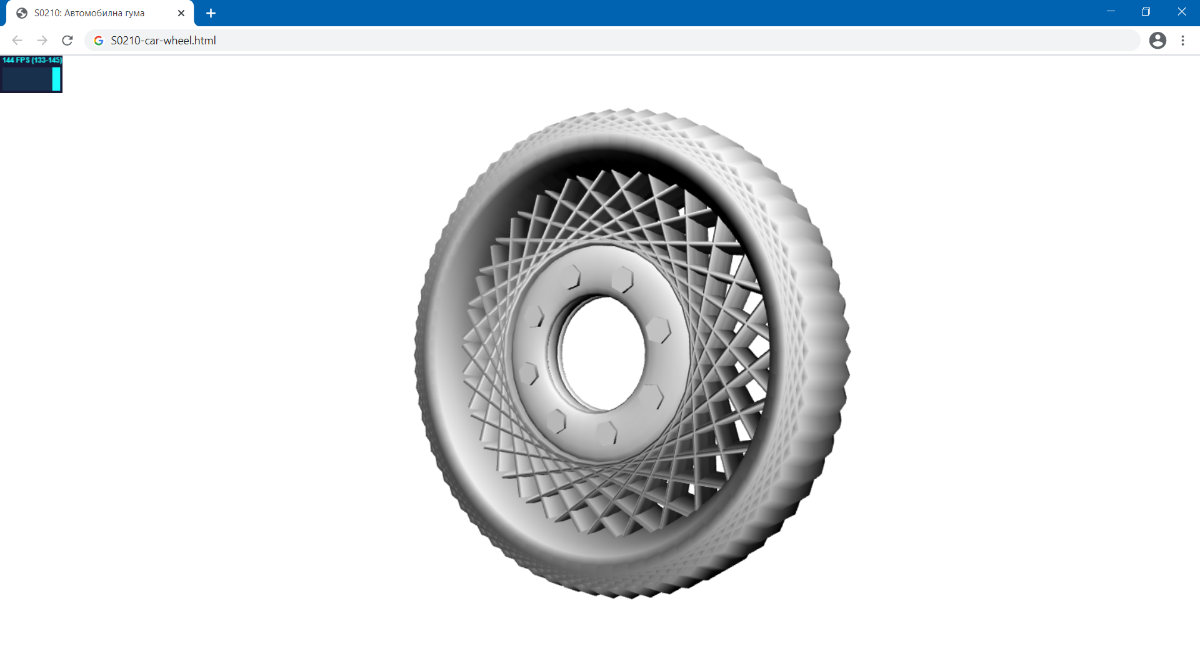 S0210: Автомобилна гума
S0210-car-wheel.html
144 FPS (133-145)